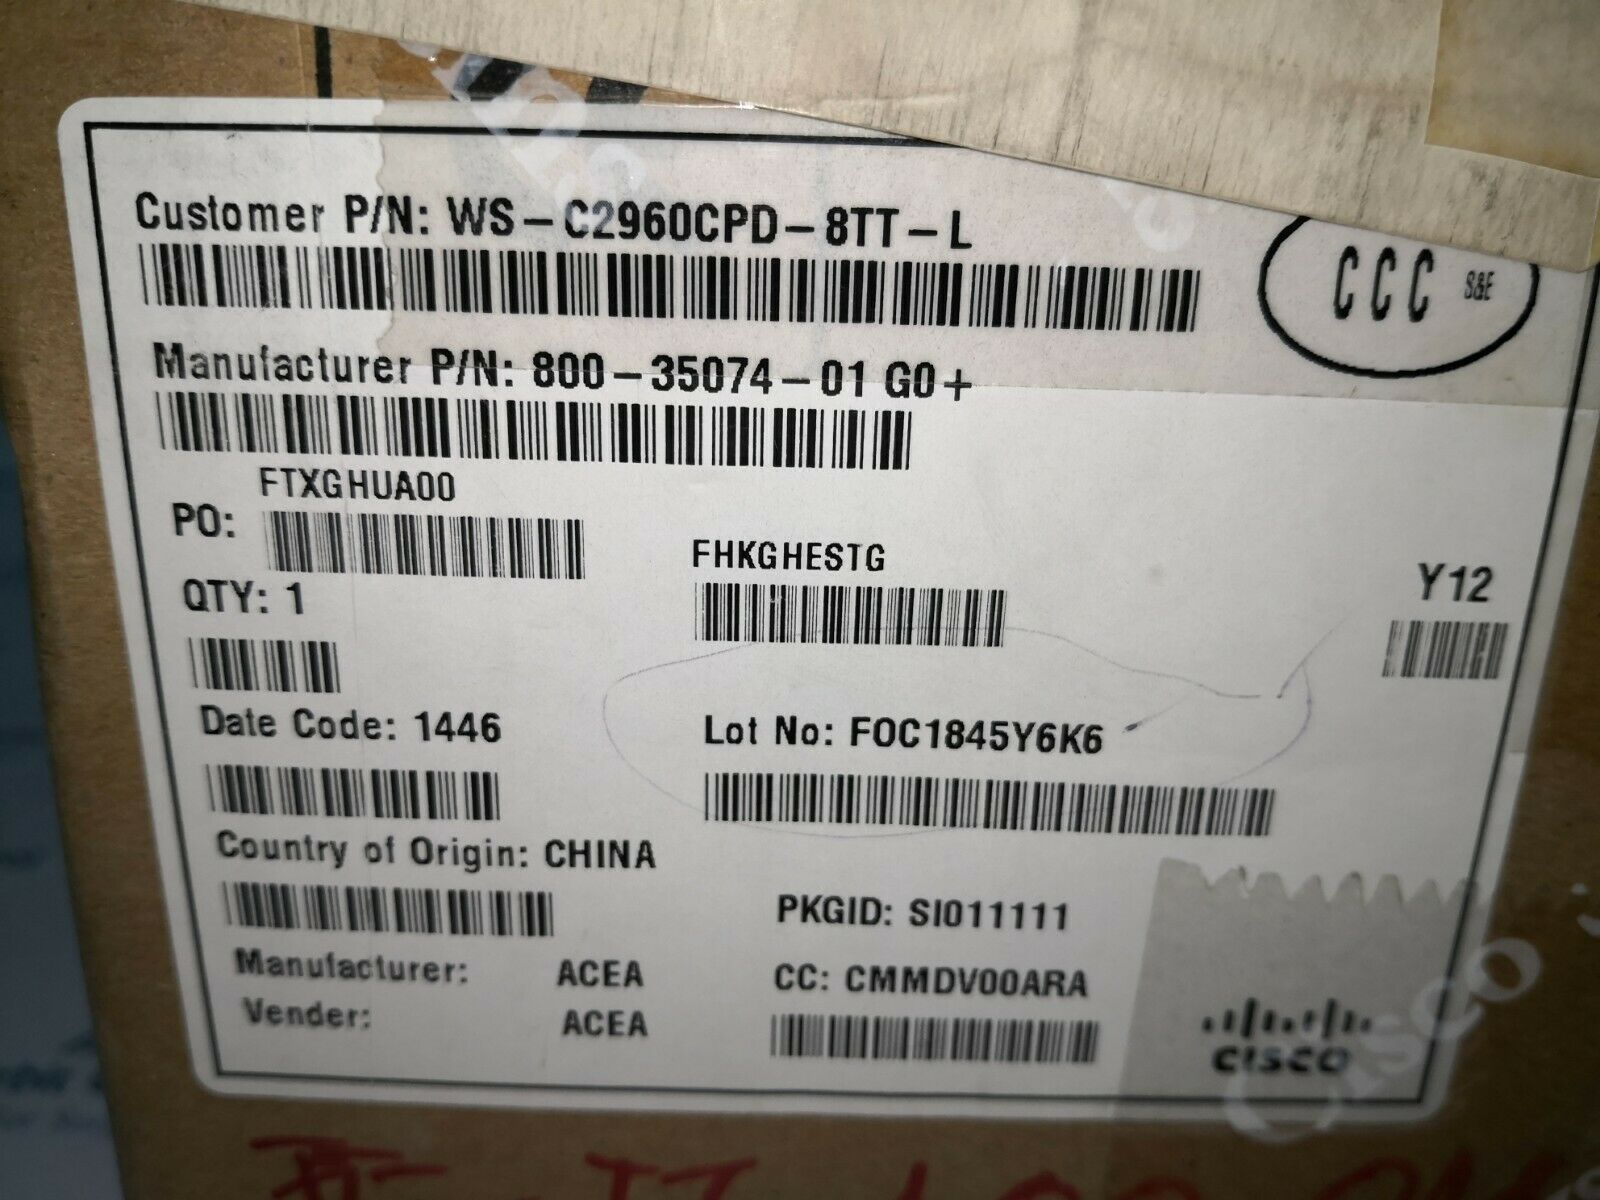 Customer P/N: WS-C2960CPD-8TT-L
CCC S&E
Manufacturer P/N: 800-35074-01 G0+
FTXGHUA00
PO:
FHKGHESTG
Y12
QTY: 1
Date Code: 1446
Lot No: FOC1845Y6K6
Country of Origin: CHINA
PKGID: SI011111
Manufacturer: ACEA
CC: CMMDV00ARA
Vender: ACEA
CISCO
Cisco